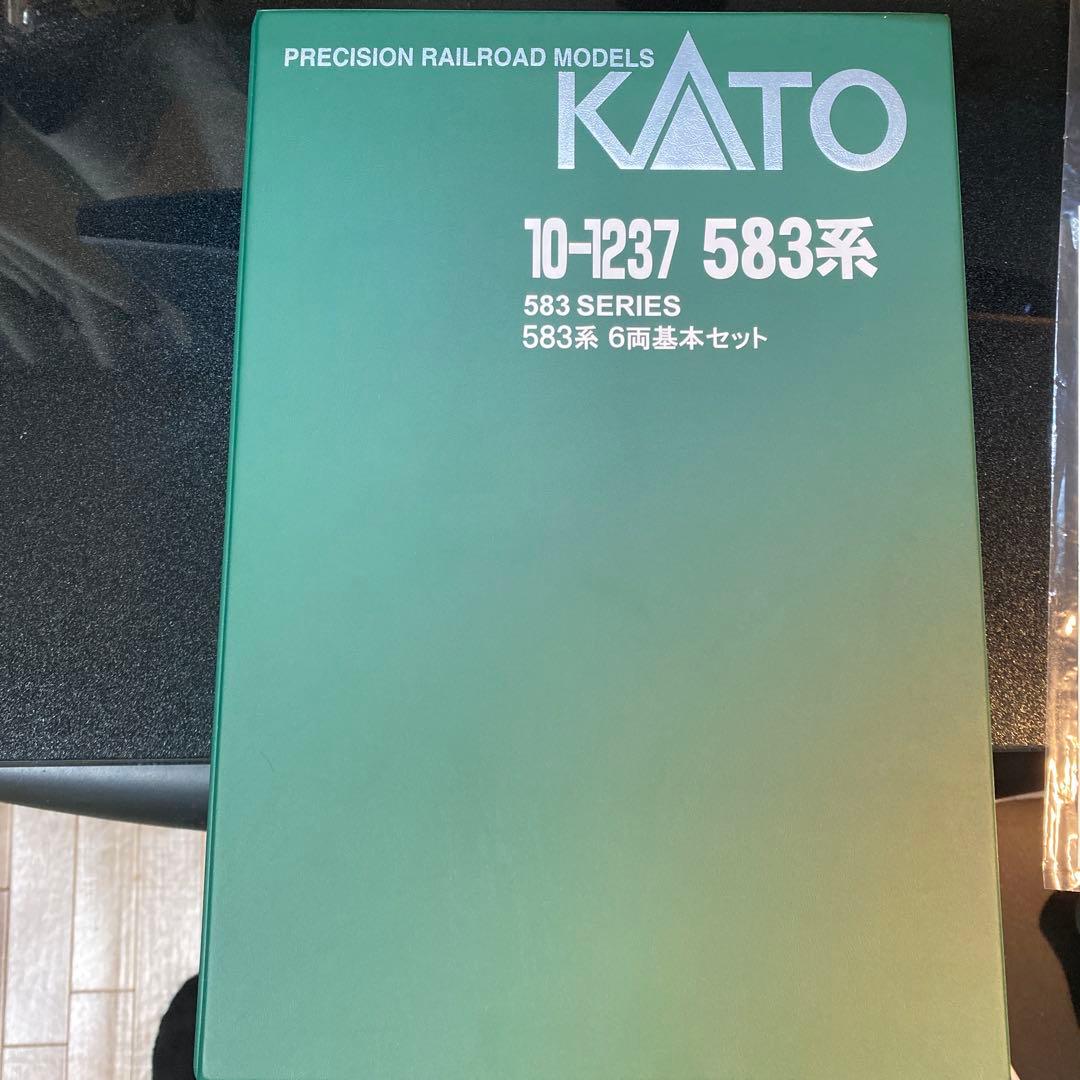 PRECISION RAILROAD MODELS
KATO
10-1237 583系
583 SERIES
583系 6両基本セット